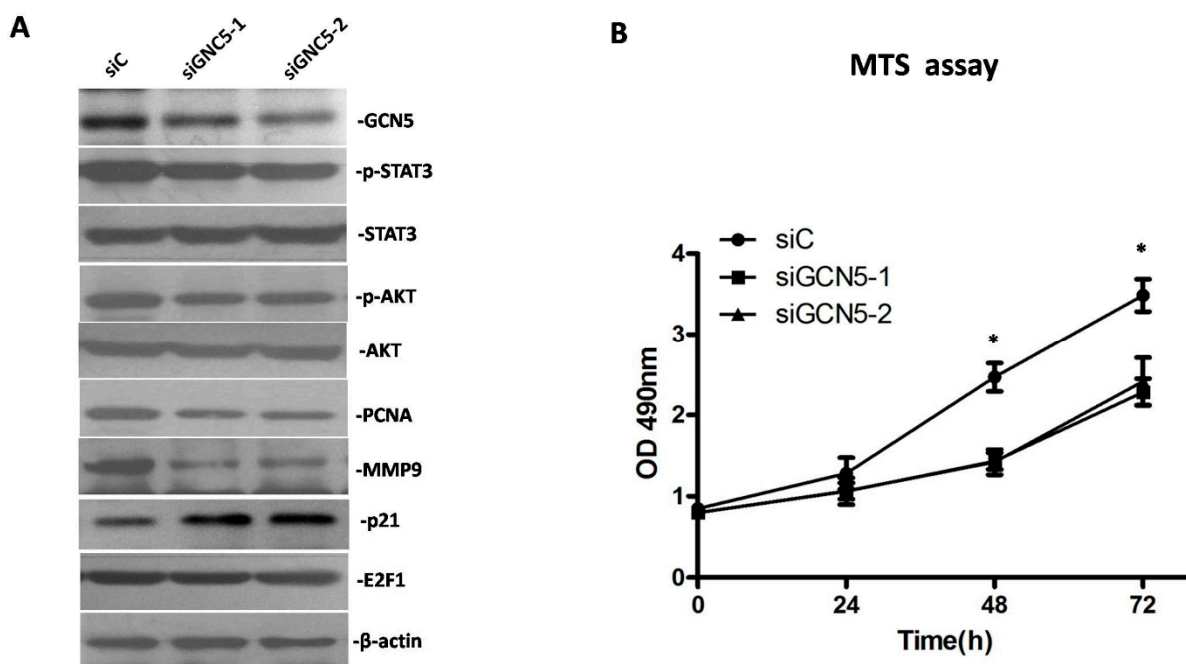 A
siC
siGNC5-1
siGNC5-2
-GCN5
-p-STAT3
-STAT3
-p-AKT
-AKT
-PCNA
-MMP9
-p21
-E2F1
-β-actin
B
MTS assay
siC
siGCN5-1
siGCN5-2
*
*
OD 490nm
4
3
2
1
0
0 24 48 72
Time(h)